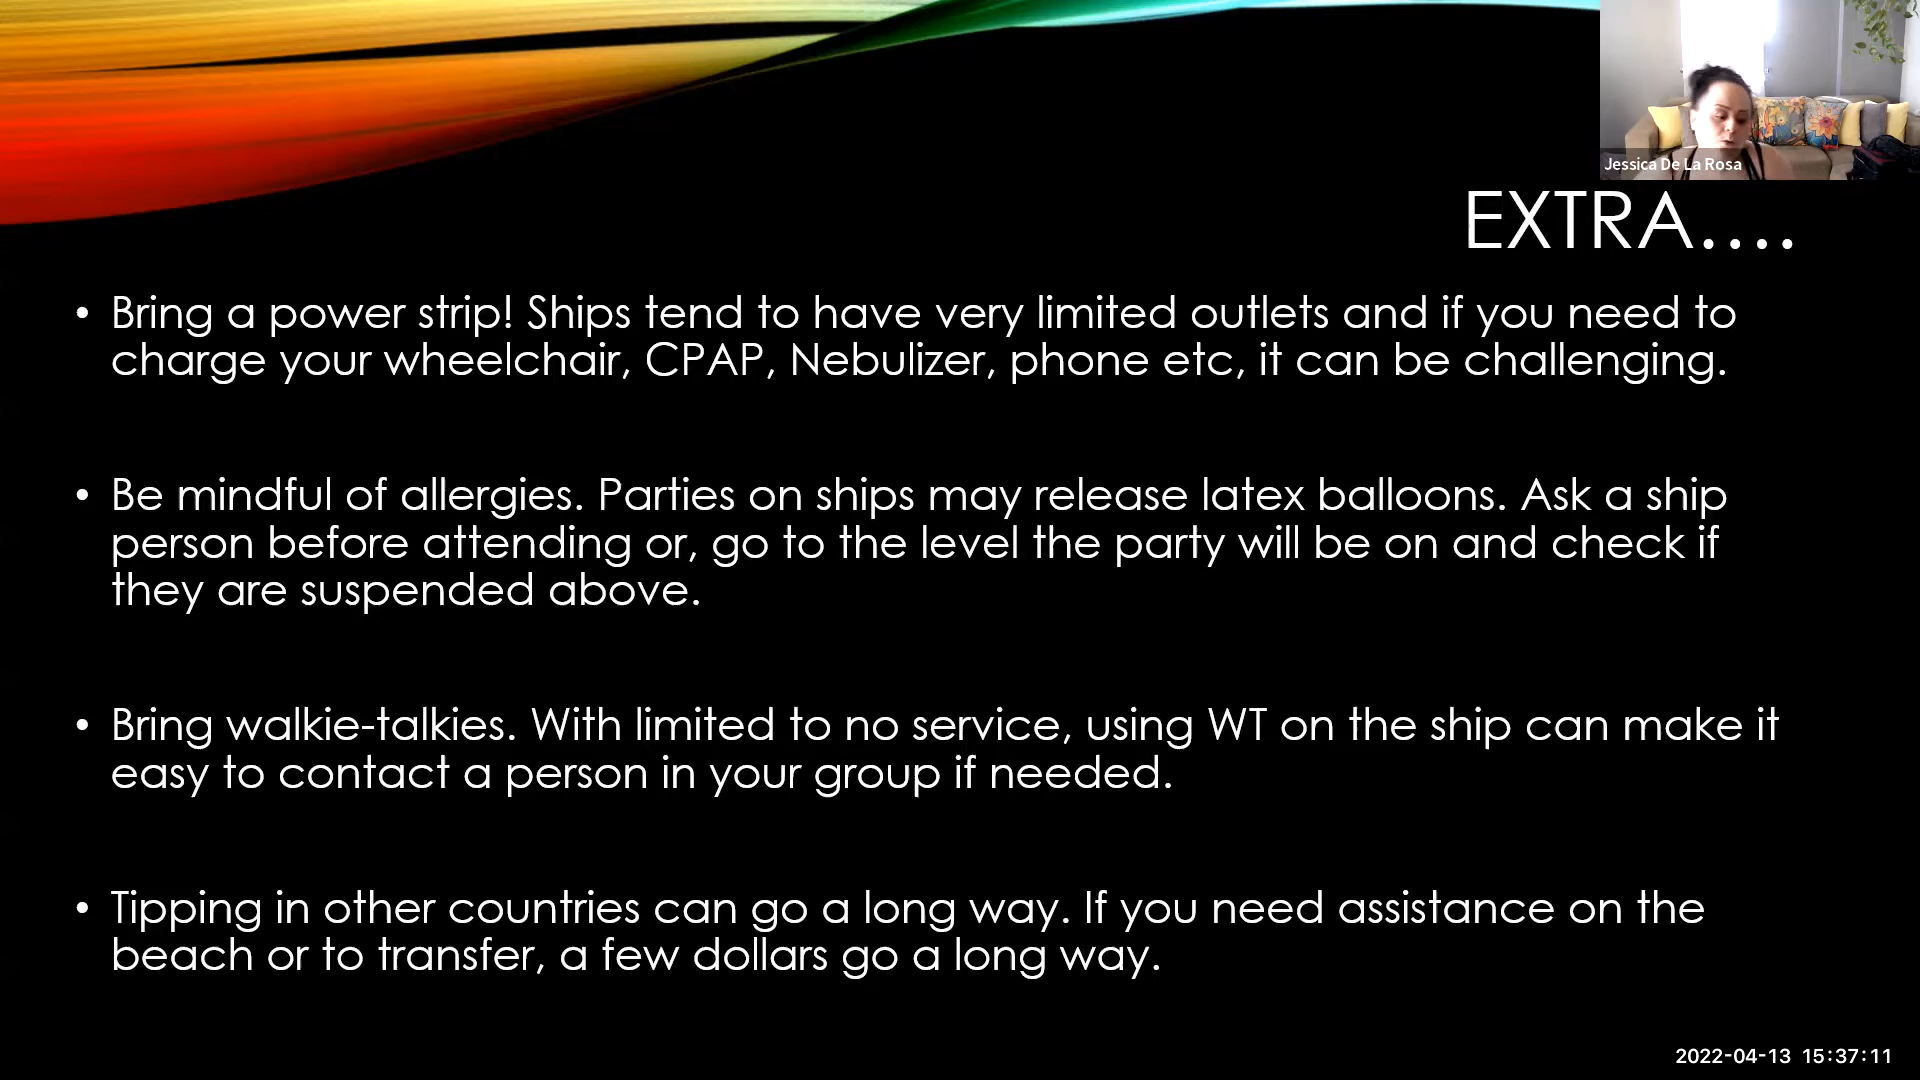 Jessica De La Rosa
EXTRA....
• Bring a power strip! Ships tend to have very limited outlets and if you need to
charge your wheelchair, CPAP, Nebulizer, phone etc, it can be challenging.
• Be mindful of allergies. Parties on ships may release latex balloons. Ask a ship
person before attending or, go to the level the party will be on and check if
they are suspended above.
• Bring walkie-talkies. With limited to no service, using WT on the ship can make it
easy to contact a person in your group if needed.
• Tipping in other countries can go a long way. If you need assistance on the
beach or to transfer, a few dollars go a long way.
2022-04-13 15:37:11